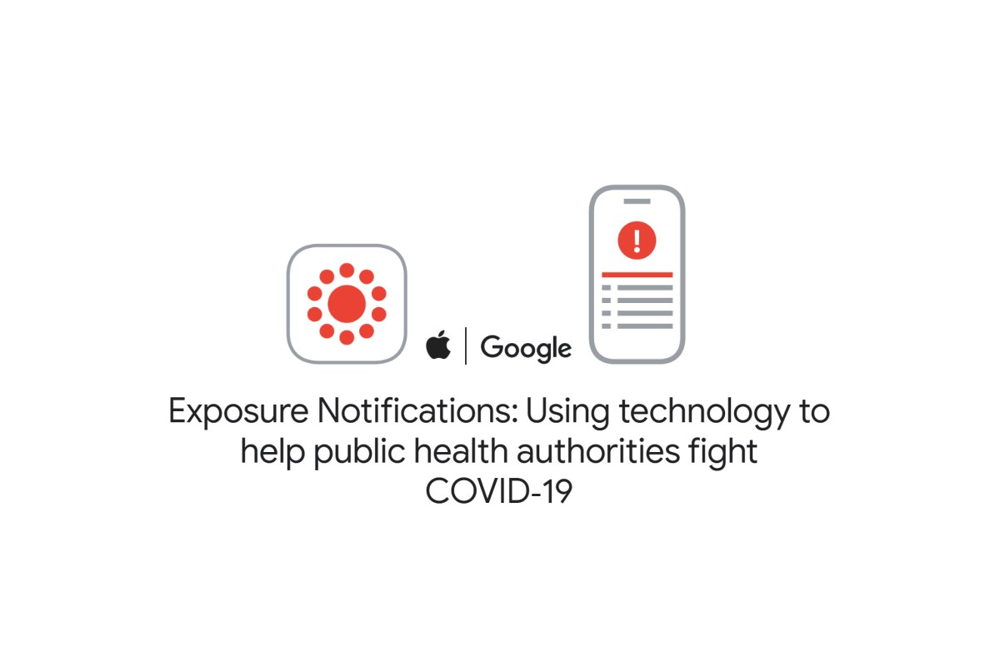 Google
Exposure Notifications: Using technology to
help public health authorities fight
COVID-19